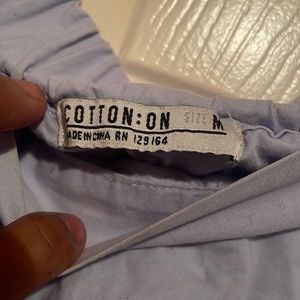 COTTON:ON SIZE M
MADE IN CHINA RN 129164